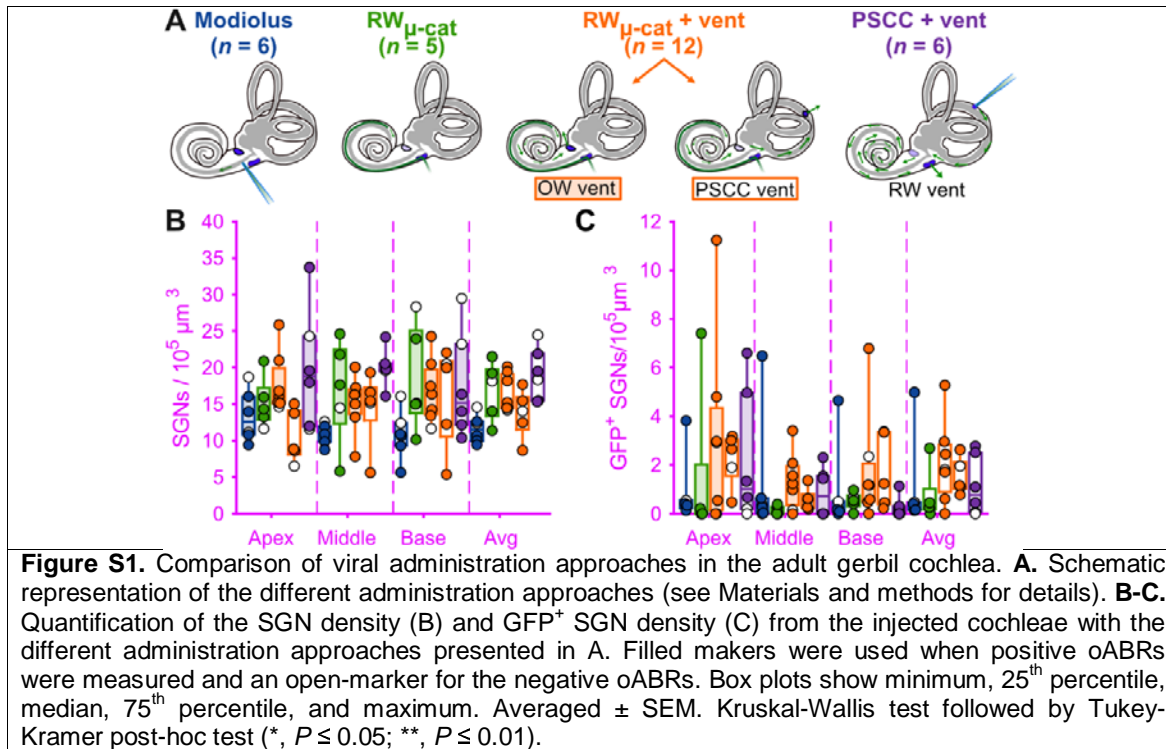 A Modiolus RWμ-cat RWμ-cat + vent PSCC + vent
(n = 6) (n = 5) (n = 12) (n = 6)
OW vent PSCC vent RW vent
B
SGNs / 10⁵ μm ³
40
35
30
25
20
15
10
5
0
Apex Middle Base Avg
C
GFP⁺ SGNs/10⁵μm ³
12
10
8
6
4
2
0
Apex Middle Base Avg
Figure S1. Comparison of viral administration approaches in the adult gerbil cochlea. A. Schematic
representation of the different administration approaches (see Materials and methods for details). B-C.
Quantification of the SGN density (B) and GFP⁺ SGN density (C) from the injected cochleae with the
different administration approaches presented in A. Filled makers were used when positive oABRs
were measured and an open-marker for the negative oABRs. Box plots show minimum, 25th percentile,
median, 75th percentile, and maximum. Averaged ± SEM. Kruskal-Wallis test followed by Tukey-
Kramer post-hoc test (*, P ≤ 0.05; **, P ≤ 0.01).